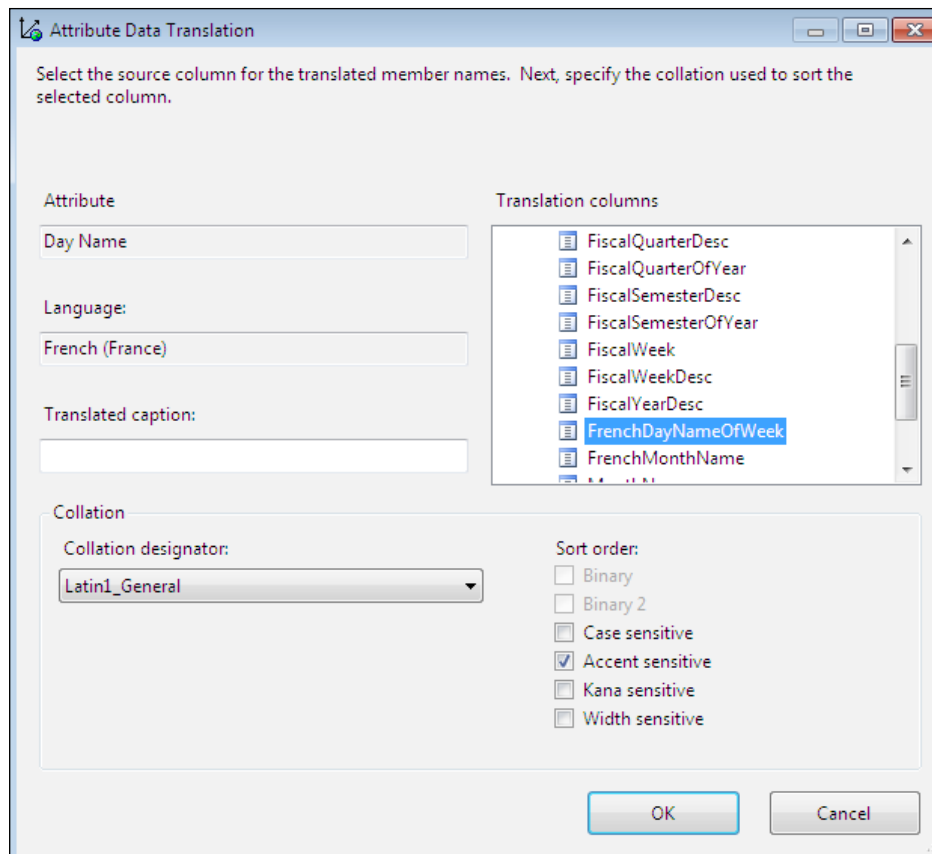 Attribute Data Translation
Select the source column for the translated member names.  Next, specify the collation used to sort the
selected column.
Attribute
Day Name
Language:
French (France)
Translated caption:
Translation columns
FiscalQuarterDesc
FiscalQuarterOfYear
FiscalSemesterDesc
FiscalSemesterOfYear
FiscalWeek
FiscalWeekDesc
FiscalYearDesc
FrenchDayNameOfWeek
FrenchMonthName
Collation
Collation designator:
Latin1_General
Sort order:
Binary
Binary 2
Case sensitive
Accent sensitive
Kana sensitive
Width sensitive
OK
Cancel